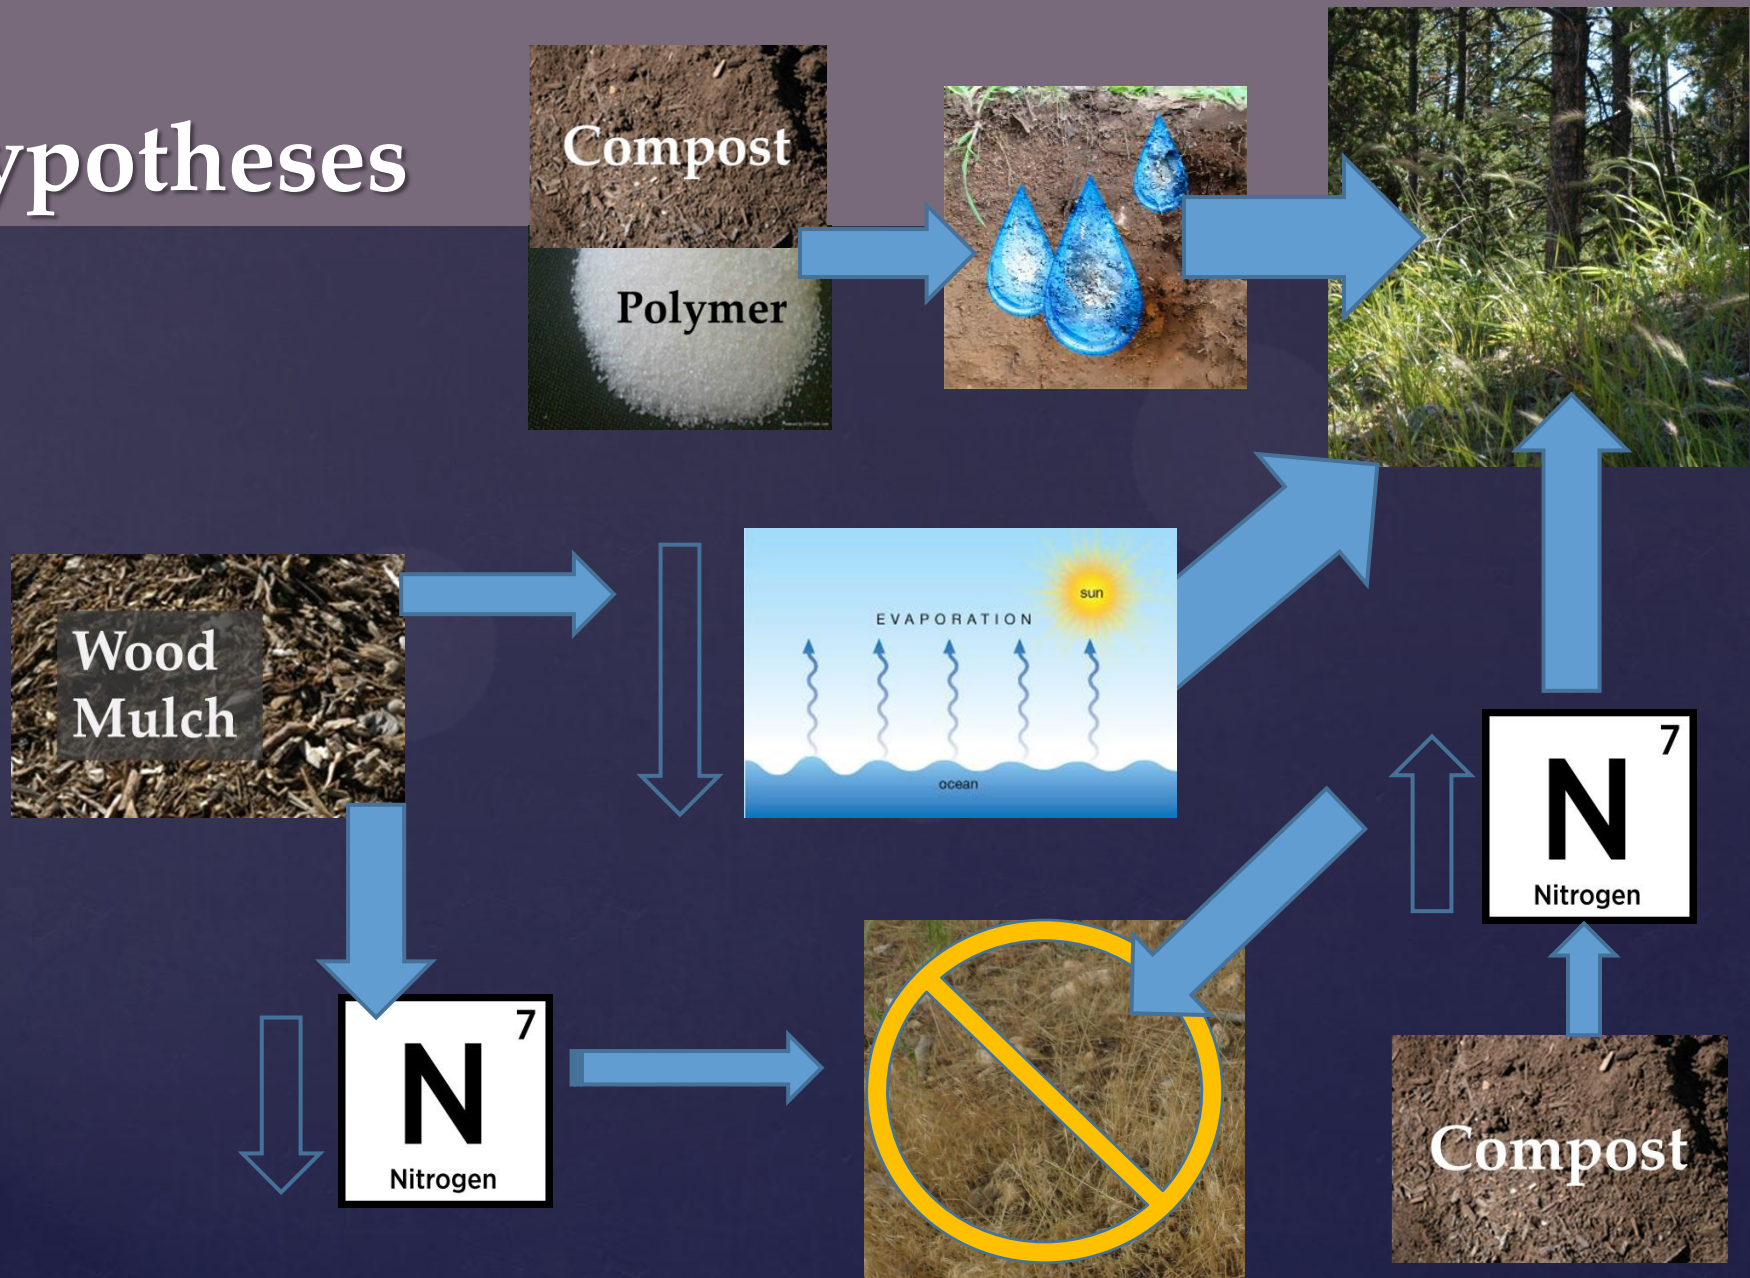 ypotheses
Compost
Polymer
Wood
Mulch
EVAPORATION
sun
ocean
7
N
Nitrogen
7
N
Nitrogen
Compost